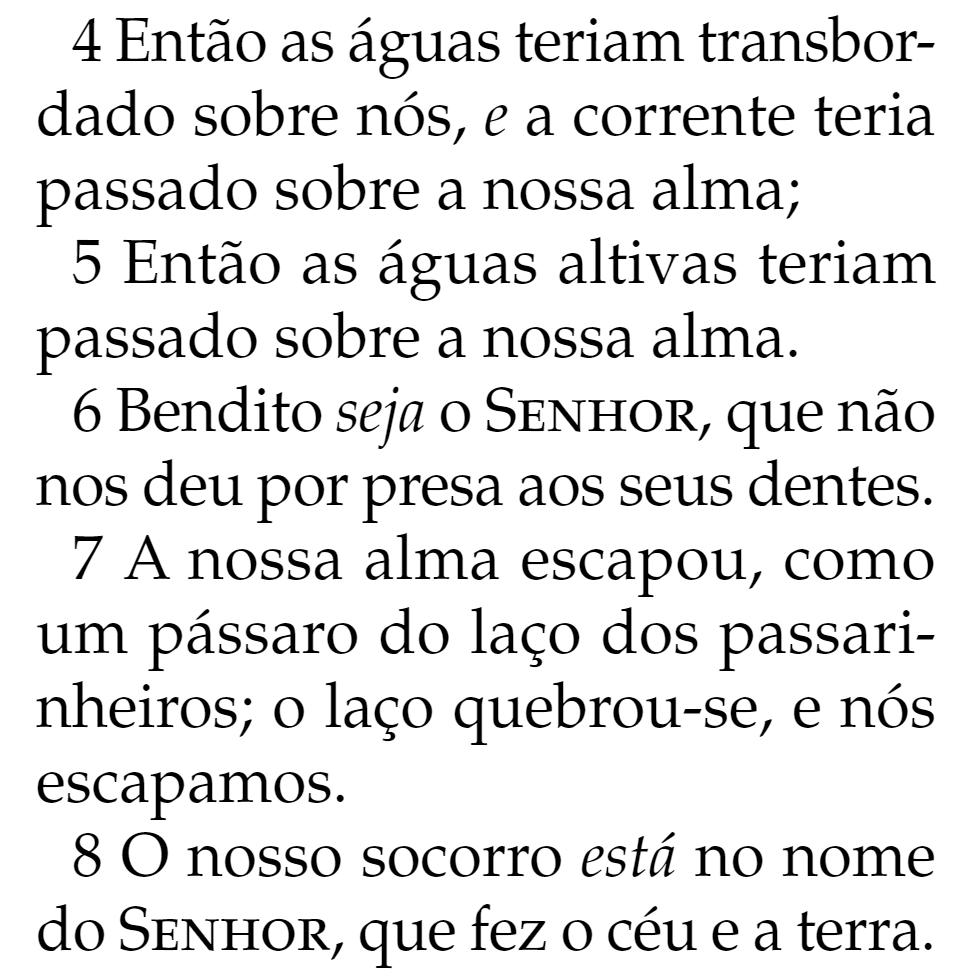 4 Então as águas teriam transbor-
dado sobre nós, e a corrente teria
passado sobre a nossa alma;
5 Então as águas altivas teriam
passado sobre a nossa alma.
6 Bendito seja o SENHOR, que não
nos deu por presa aos seus dentes.
7 A nossa alma escapou, como
um pássaro do laço dos passari-
nheiros; o laço quebrou-se, e nós
escapamos.
8 O nosso socorro está no nome
do SENHOR, que fez o céu e a terra.